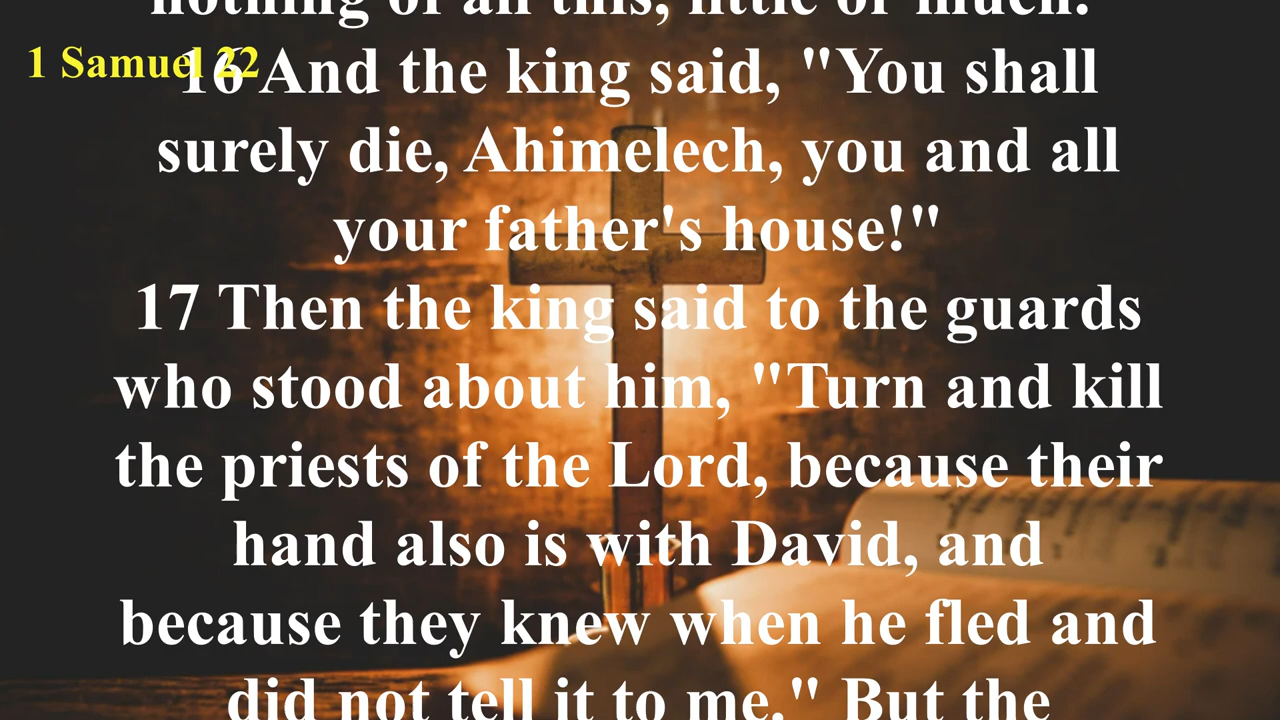 nothing of all this, little or much."
1 Samuel 22
16 And the king said, "You shall
surely die, Ahimelech, you and all
your father's house!"
17 Then the king said to the guards
who stood about him, "Turn and kill
the priests of the Lord, because their
hand also is with David, and
because they knew when he fled and
did not tell it to me." But the